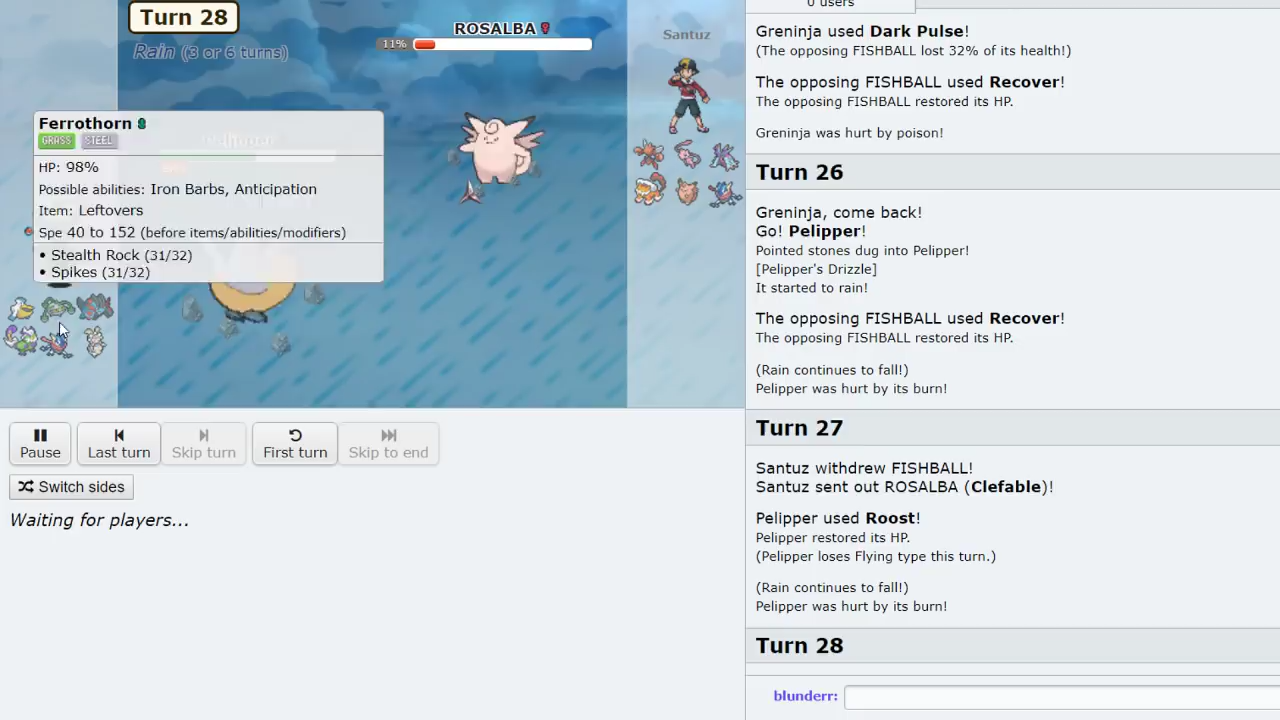 Turn 28
Rain (3 or 6 turns)
ROSALBA
11%
Santuz
Ferrothorn
GRASS STEEL
HP: 98%
Possible abilities: Iron Barbs, Anticipation
Item: Leftovers
Spe 40 to 152 (before items/abilities/modifiers)
• Stealth Rock (31/32)
• Spikes (31/32)
Pause
Last turn
Skip turn
First turn
Skip to end
Switch sides
Waiting for players...
0 users
Greninja used Dark Pulse!
(The opposing FISHBALL lost 32% of its health!)
The opposing FISHBALL used Recover!
The opposing FISHBALL restored its HP.
Greninja was hurt by poison!
Turn 26
Greninja, come back!
Go! Pelipper!
Pointed stones dug into Pelipper!
[Pelipper's Drizzle]
It started to rain!
The opposing FISHBALL used Recover!
The opposing FISHBALL restored its HP.
(Rain continues to fall!)
Pelipper was hurt by its burn!
Turn 27
Santuz withdrew FISHBALL!
Santuz sent out ROSALBA (Clefable)!
Pelipper used Roost!
Pelipper restored its HP.
(Pelipper loses Flying type this turn.)
(Rain continues to fall!)
Pelipper was hurt by its burn!
Turn 28
blunderr: